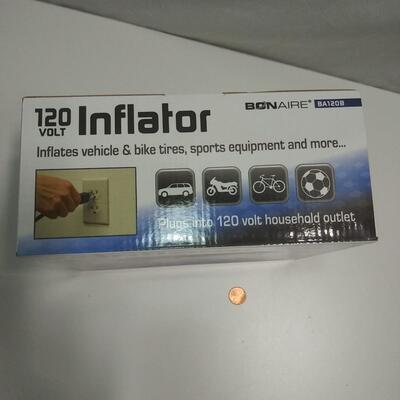 120
VOLT
Inflator
BONAIRE® BA120B
Inflates vehicle & bike tires, sports equipment and more...
Plugs into 120 volt household outlet